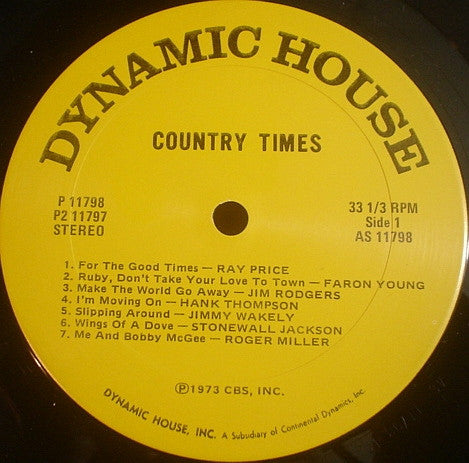 DYNAMIC HOUSE
COUNTRY TIMES
P 11798
P2 11797
STEREO
33 1/3 RPM
Side 1
AS 11798
1. For The Good Times — RAY PRICE
2. Ruby, Don't Take Your Love To Town — FARON YOUNG
3. Make The World Go Away — JIM RODGERS
4. I'm Moving On — HANK THOMPSON
5. Slipping Around — JIMMY WAKELY
6. Wings Of A Dove — STONEWALL JACKSON
7. Me And Bobby McGee — ROGER MILLER
Ⓟ1973 CBS, INC.
DYNAMIC HOUSE, INC. A Subudiary of Continental Dynamics, Inc.